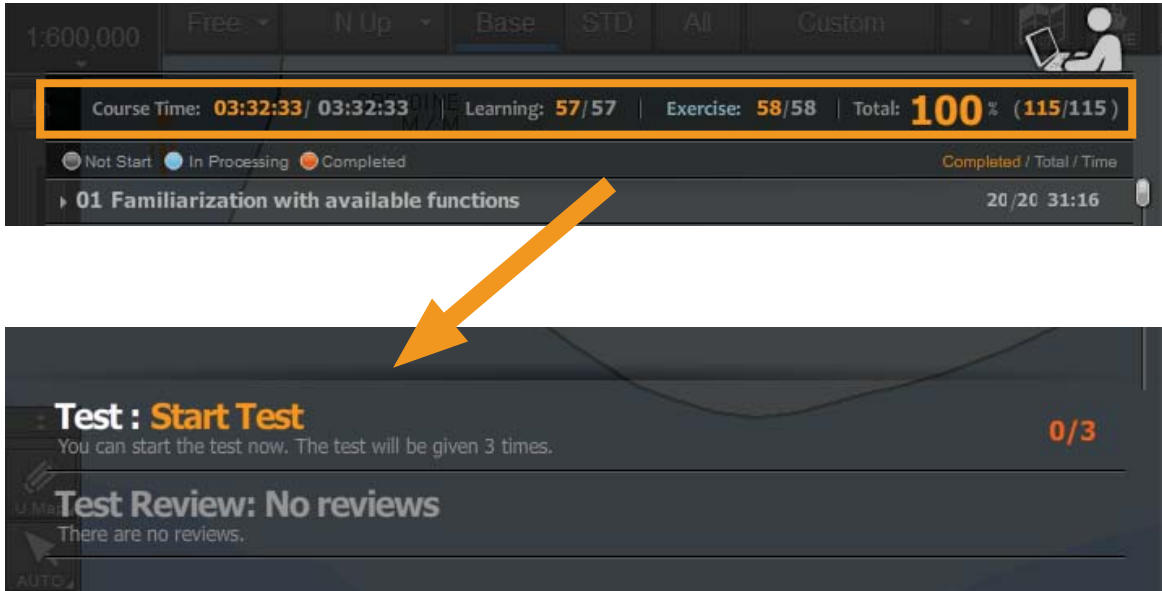 1:600,000 Free N Up Base STD All Custom
Course Time: 03:32:33/ 03:32:33 | Learning: 57/57 | Exercise: 58/58 | Total: 100 % (115/115)
Not Start In Processing Completed Completed / Total / Time
01 Familiarization with available functions 20/20 31:16
Test : Start Test 0/3
You can start the test now. The test will be given 3 times.
Test Review: No reviews
There are no reviews.
AUTO